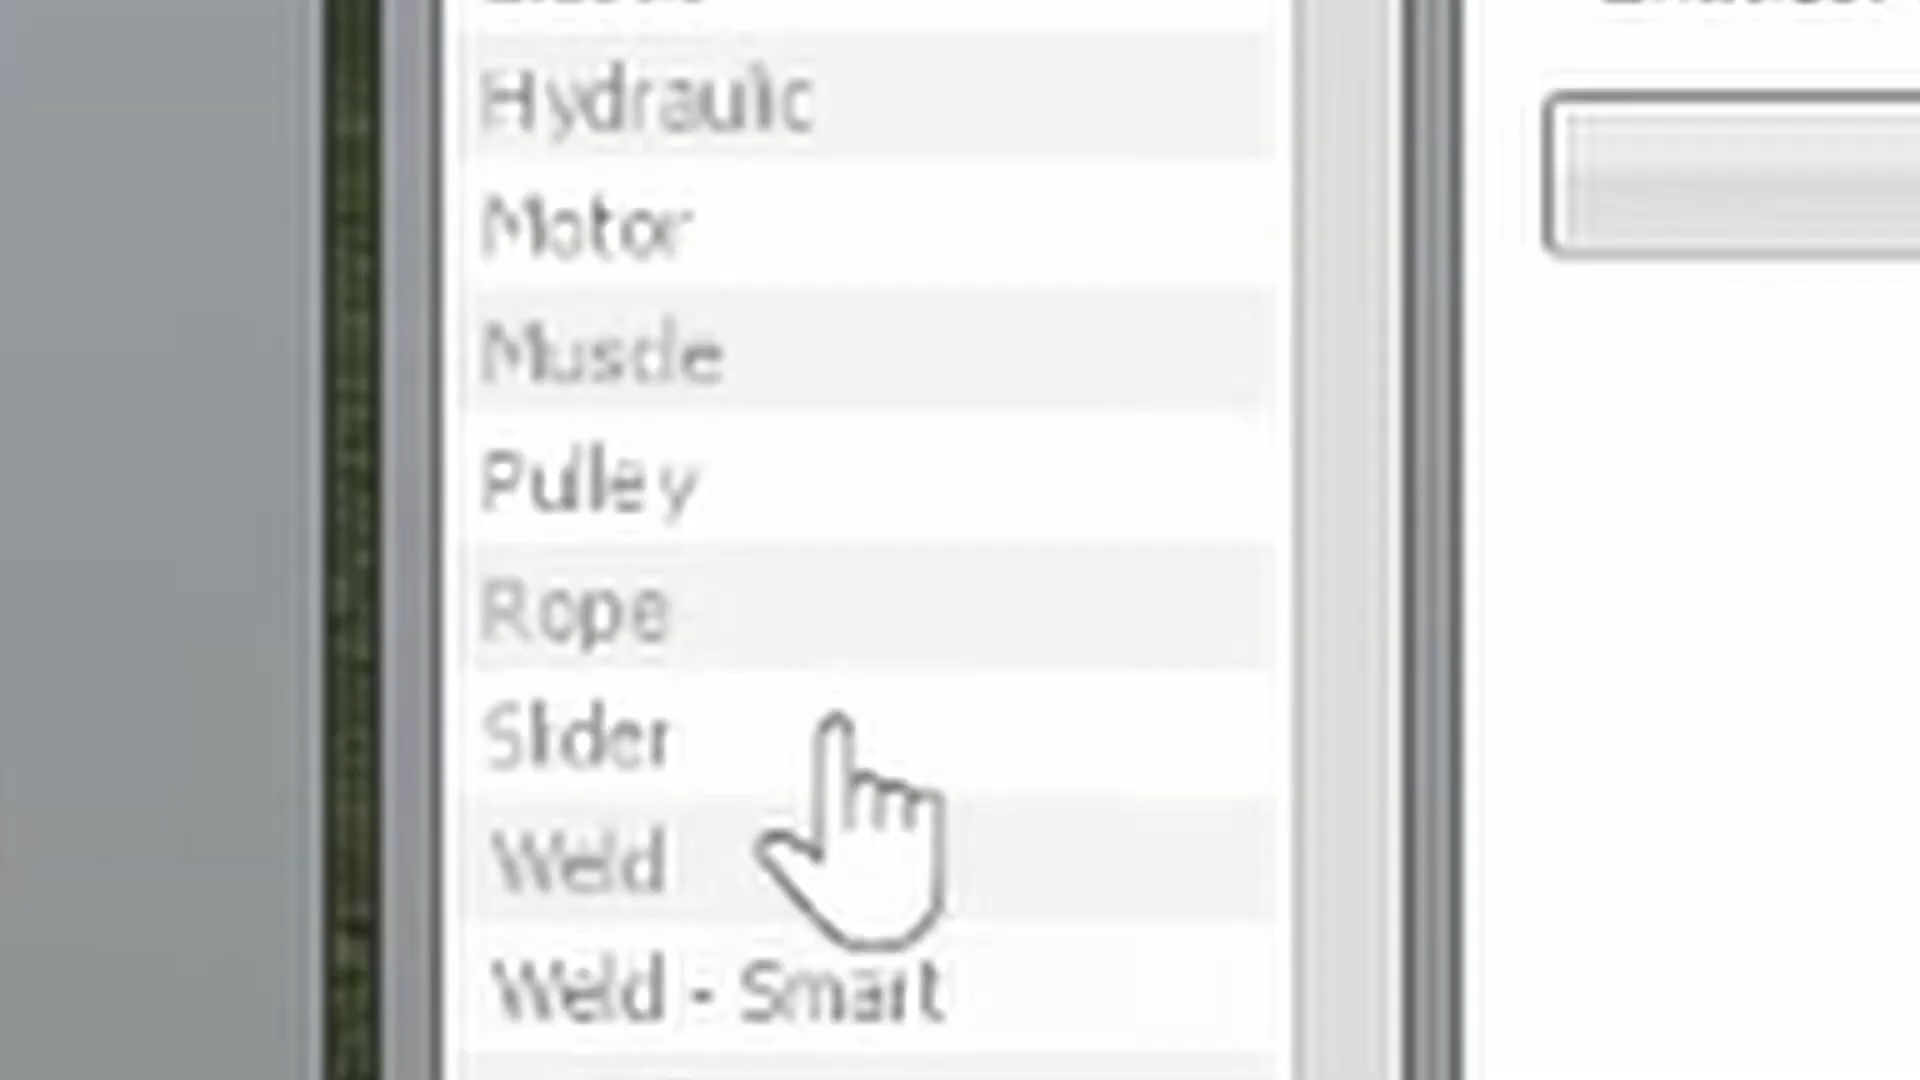 Hydraulic
Motor
Muscle
Pulley
Rope
Slider
Weld
Weld - Smart